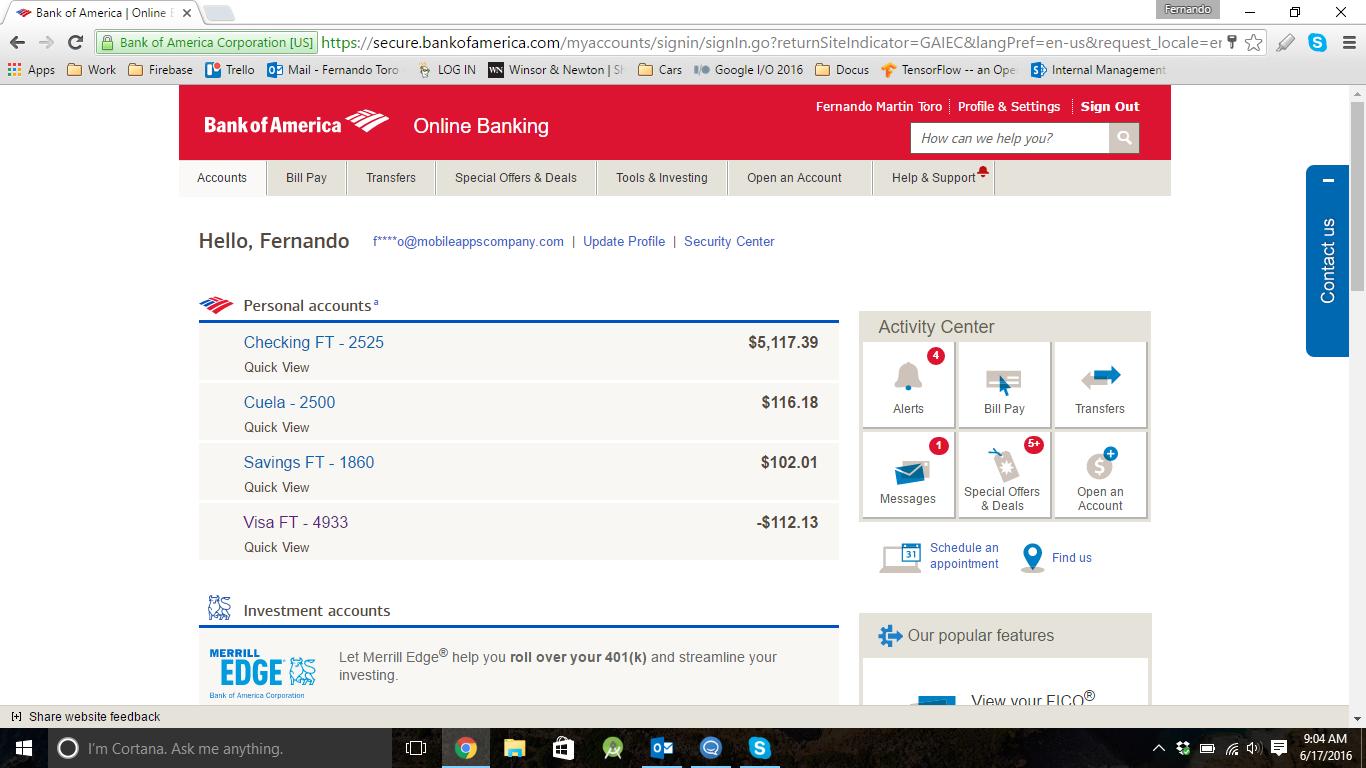 Bank of America | Online B
Fernando
Bank of America Corporation [US] https://secure.bankofamerica.com/myaccounts/signin/signIn.go?returnSiteIndicator=GAIEC&langPref=en-us&request_locale=en
Apps Work Firebase Trello Mail - Fernando Toro LOG IN WN Winsor & Newton | Sh Cars I/O Google I/O 2016 Docus TensorFlow -- an Ope Internal Management
Fernando Martin Toro Profile & Settings Sign Out
Bank of America Online Banking
How can we help you?
Accounts Bill Pay Transfers Special Offers & Deals Tools & Investing Open an Account Help & Support
Contact us
Hello, Fernando f****o@mobileappscompany.com | Update Profile | Security Center
Personal accounts a
Checking FT - 2525 $5,117.39
Quick View
Cuela - 2500 $116.18
Quick View
Savings FT - 1860 $102.01
Quick View
Visa FT - 4933 -$112.13
Quick View
Activity Center
4
Alerts Bill Pay Transfers
1 5+
Messages
Special Offers
& Deals
Open an
Account
31
Schedule an
appointment
Find us
Investment accounts
MERRILL
EDGE®
Bank of America Corporation
Let Merrill Edge® help you roll over your 401(k) and streamline your
investing.
Our popular features
View your FICO®
[+] Share website feedback
I'm Cortana. Ask me anything.
9:04 AM
6/17/2016